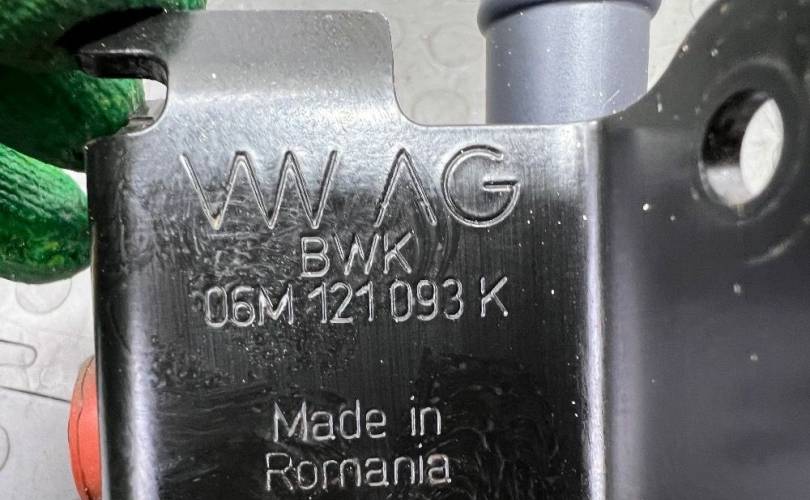 VW AG
BWK
06M 121 093 K
Made in
Romania